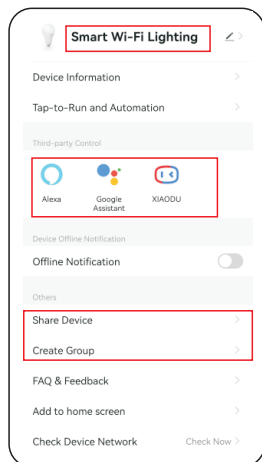 Smart Wi-Fi Lighting
Device Information
Tap-to-Run and Automation
Third-party Control
Alexa
Google
Assistant
XIAODU
Device Offline Notification
Offline Notification
Others
Share Device
Create Group
FAQ & Feedback
Add to home screen
Check Device Network Check Now